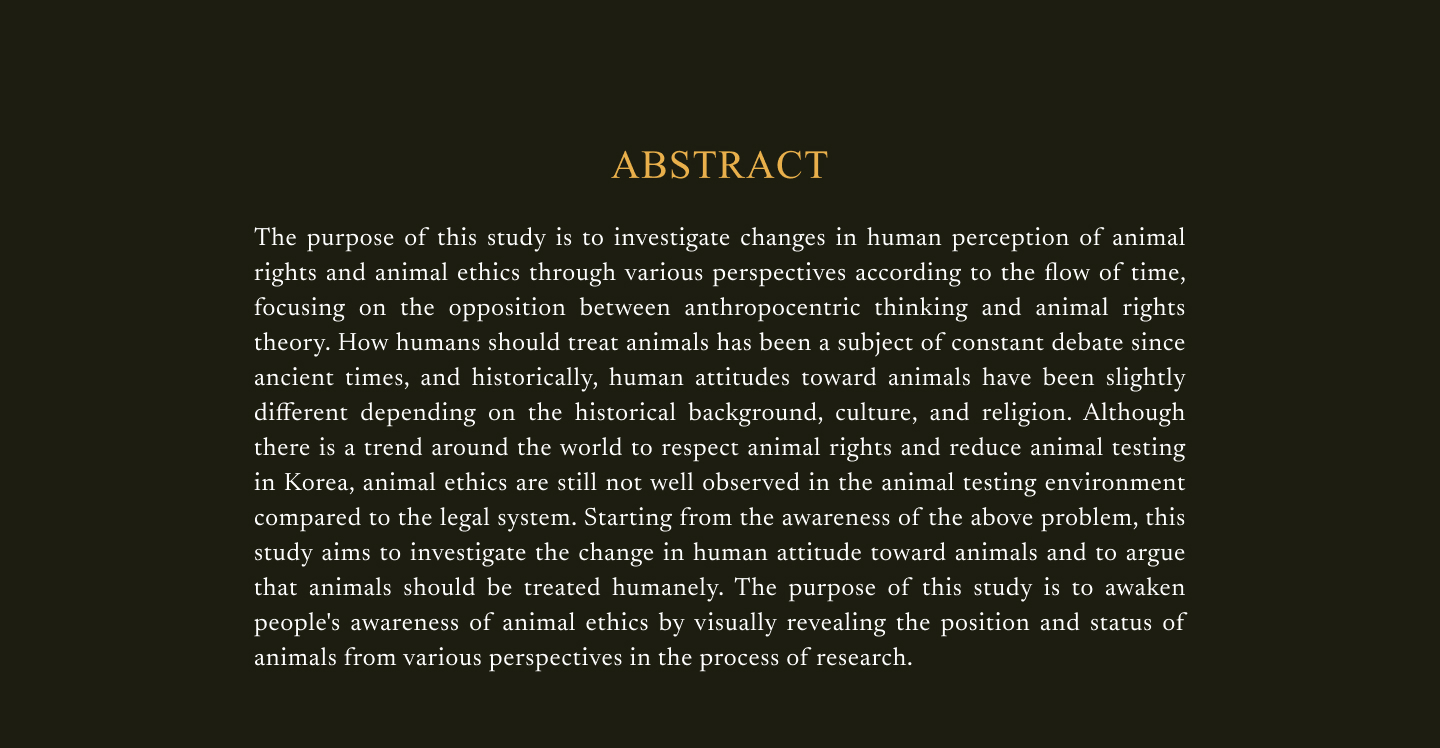 ABSTRACT
The purpose of this study is to investigate changes in human perception of animal
rights and animal ethics through various perspectives according to the flow of time,
focusing on the opposition between anthropocentric thinking and animal rights
theory. How humans should treat animals has been a subject of constant debate since
ancient times, and historically, human attitudes toward animals have been slightly
different depending on the historical background, culture, and religion. Although
there is a trend around the world to respect animal rights and reduce animal testing
in Korea, animal ethics are still not well observed in the animal testing environment
compared to the legal system. Starting from the awareness of the above problem, this
study aims to investigate the change in human attitude toward animals and to argue
that animals should be treated humanely. The purpose of this study is to awaken
people's awareness of animal ethics by visually revealing the position and status of
animals from various perspectives in the process of research.